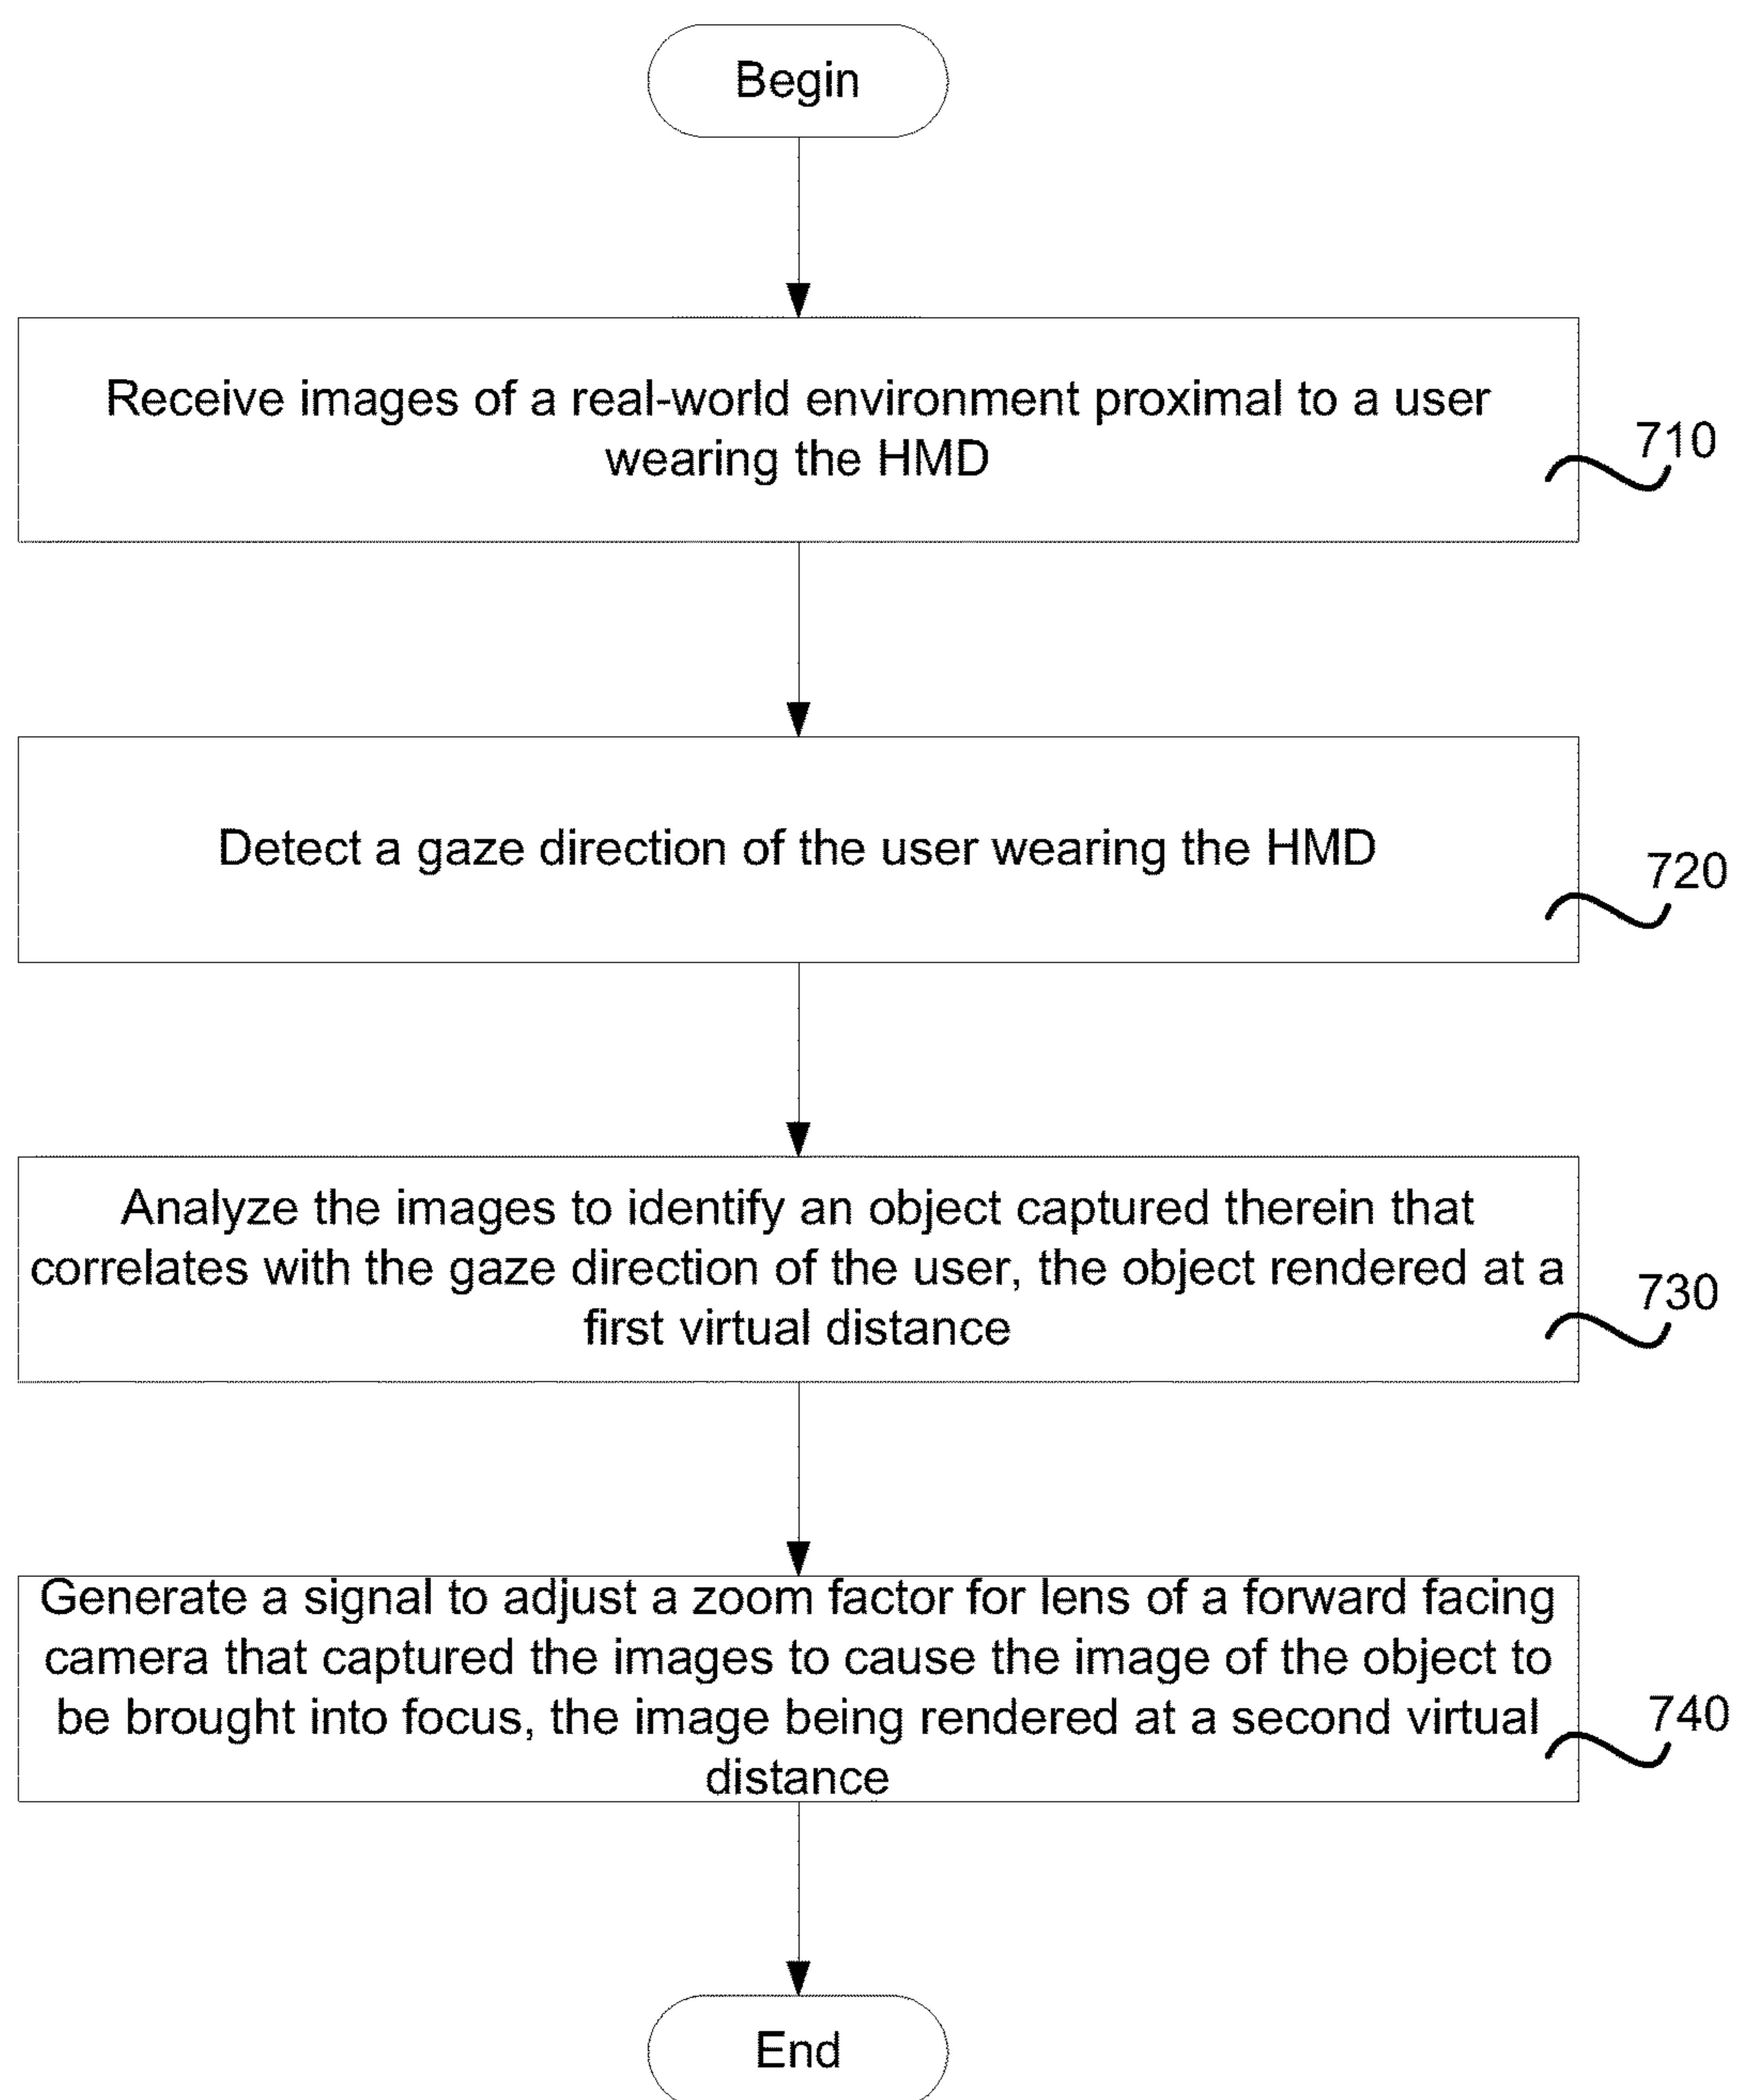 Begin
Receive images of a real-world environment proximal to a user
wearing the HMD
710
Detect a gaze direction of the user wearing the HMD
720
Analyze the images to identify an object captured therein that
correlates with the gaze direction of the user, the object rendered at a
first virtual distance
730
Generate a signal to adjust a zoom factor for lens of a forward facing
camera that captured the images to cause the image of the object to
be brought into focus, the image being rendered at a second virtual
distance
740
End